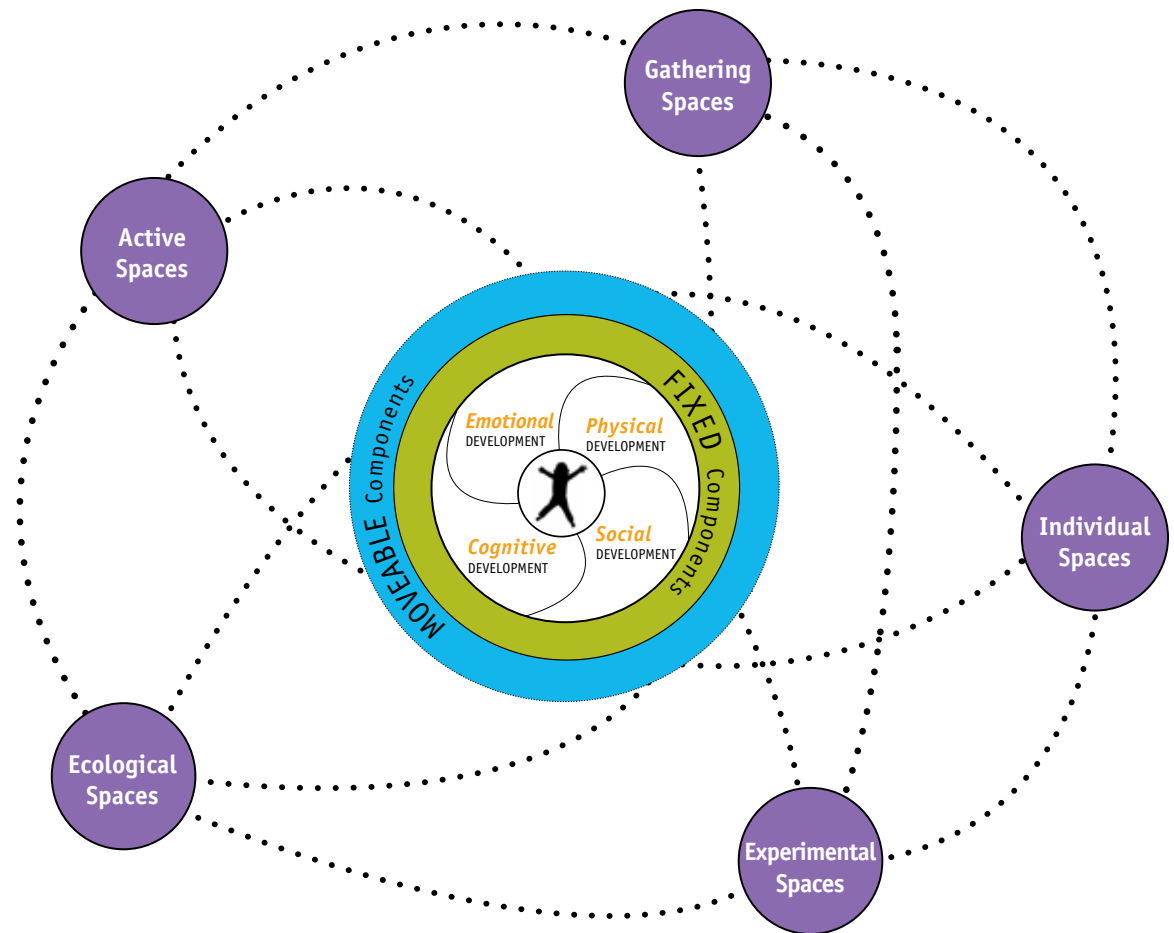 Gathering
Spaces
Active
Spaces
MOVEABLE Components
FIXED Components
Emotional
DEVELOPMENT
Physical
DEVELOPMENT
Cognitive
DEVELOPMENT
Social
DEVELOPMENT
Individual
Spaces
Ecological
Spaces
Experimental
Spaces